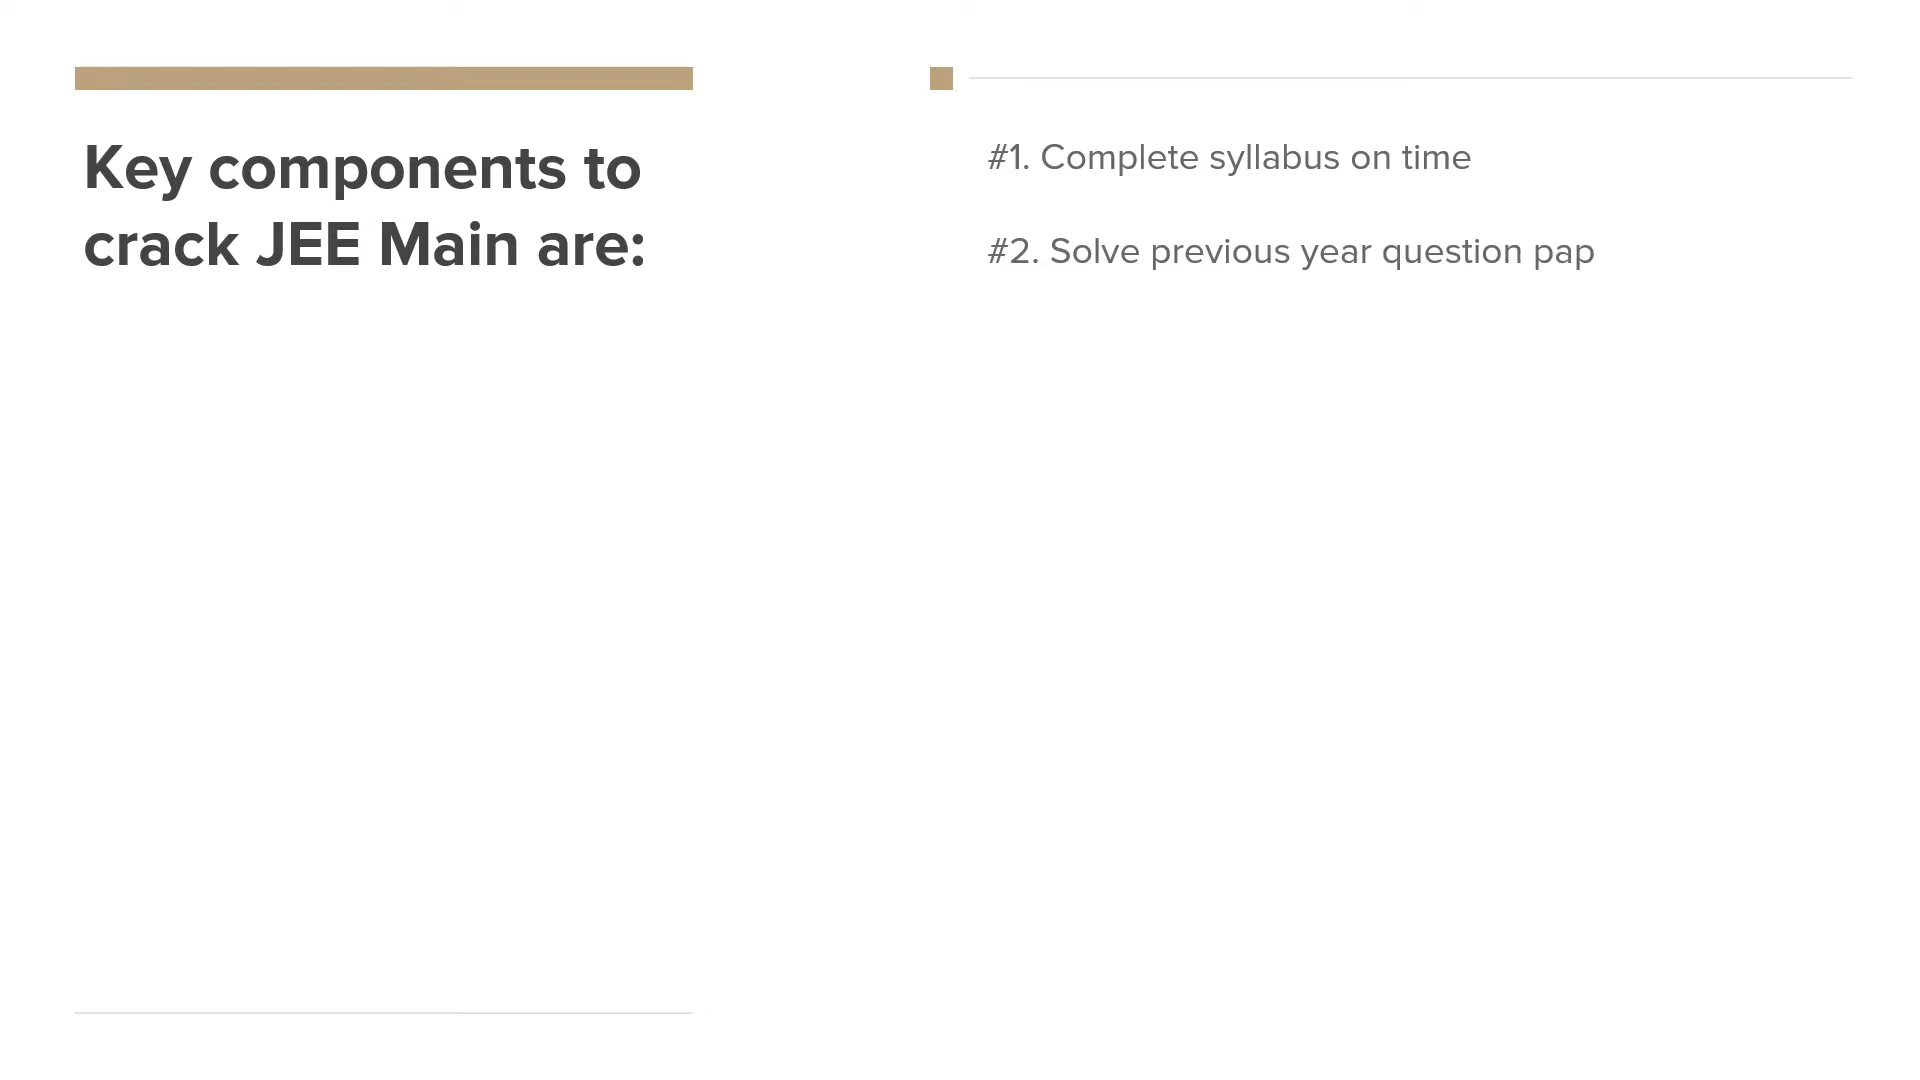 Key components to
crack JEE Main are:
#1. Complete syllabus on time
#2. Solve previous year question pap